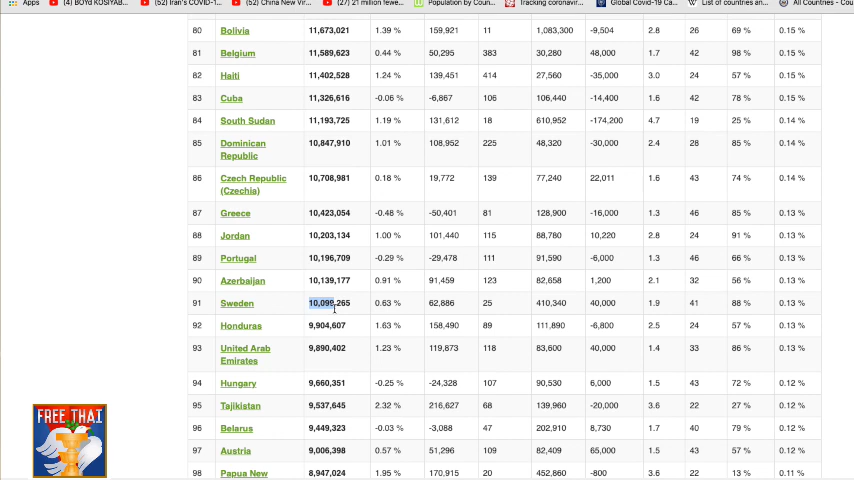 Apps (4) BOYd KOSIYAB... (52) Iran's COVID-1... (52) China New Vir... (27) 21 million fewe... Population by Coun... Tracking coronavir... Global Covid-19 Ca... List of countries an... All Countries - Cou
80 Bolivia 11,673,021 1.39 % 159,921 11 1,083,300 -9,504 2.8 26 69 % 0.15 %
81 Belgium 11,589,623 0.44 % 50,295 383 30,280 48,000 1.7 42 98 % 0.15 %
82 Haiti 11,402,528 1.24 % 139,451 414 27,560 -35,000 3.0 24 57 % 0.15 %
83 Cuba 11,326,616 -0.06 % -6,867 106 106,440 -14,400 1.6 42 78 % 0.15 %
84 South Sudan 11,193,725 1.19 % 131,612 18 610,952 -174,200 4.7 19 25 % 0.14 %
85 Dominican Republic 10,847,910 1.01 % 108,952 225 48,320 -30,000 2.4 28 85 % 0.14 %
86 Czech Republic (Czechia) 10,708,981 0.18 % 19,772 139 77,240 22,011 1.6 43 74 % 0.14 %
87 Greece 10,423,054 -0.48 % -50,401 81 128,900 -16,000 1.3 46 85 % 0.13 %
88 Jordan 10,203,134 1.00 % 101,440 115 88,780 10,220 2.8 24 91 % 0.13 %
89 Portugal 10,196,709 -0.29 % -29,478 111 91,590 -6,000 1.3 46 66 % 0.13 %
90 Azerbaijan 10,139,177 0.91 % 91,459 123 82,658 1,200 2.1 32 56 % 0.13 %
91 Sweden 10,099,265 0.63 % 62,886 25 410,340 40,000 1.9 41 88 % 0.13 %
92 Honduras 9,904,607 1.63 % 158,490 89 111,890 -6,800 2.5 24 57 % 0.13 %
93 United Arab Emirates 9,890,402 1.23 % 119,873 118 83,600 40,000 1.4 33 86 % 0.13 %
94 Hungary 9,660,351 -0.25 % -24,328 107 90,530 6,000 1.5 43 72 % 0.12 %
95 Tajikistan 9,537,645 2.32 % 216,627 68 139,960 -20,000 3.6 22 27 % 0.12 %
96 Belarus 9,449,323 -0.03 % -3,088 47 202,910 8,730 1.7 40 79 % 0.12 %
97 Austria 9,006,398 0.57 % 51,296 109 82,409 65,000 1.5 43 57 % 0.12 %
98 Papua New 8,947,024 1.95 % 170,915 20 452,860 -800 3.6 22 13 % 0.11 %
FREE THAI